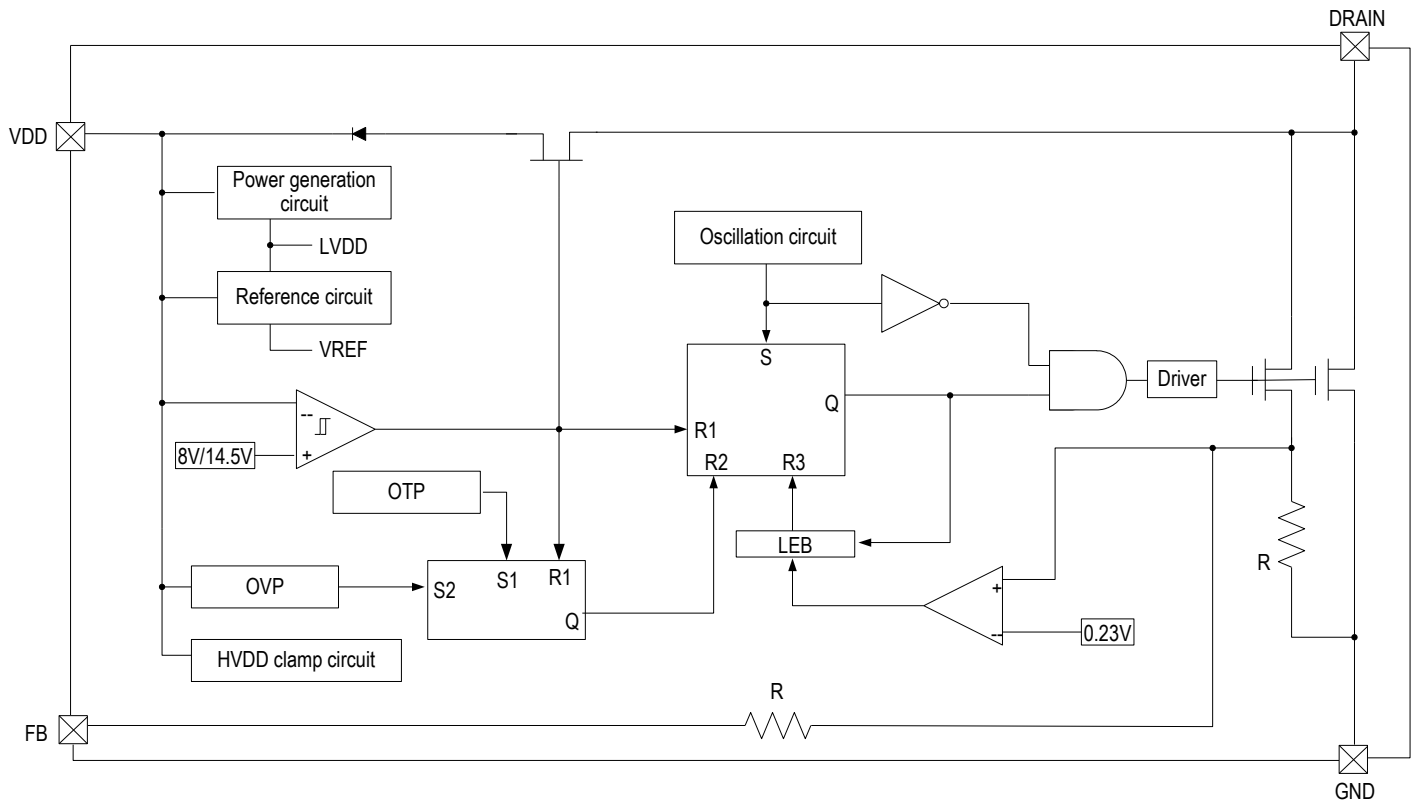 DRAIN
VDD
Power generation
circuit
LVDD
Oscillation circuit
Reference circuit
VREF
S
Driver
Q
--
8V/14.5V
+
R1
R2
R3
OTP
LEB
R
OVP
S2
S1
R1
Q
+
--
0.23V
HVDD clamp circuit
R
FB
GND